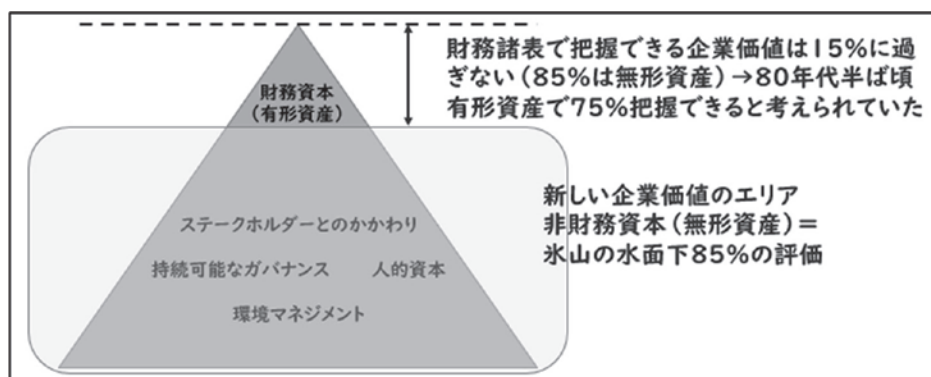 財務資本
(有形資産)
財務諸表で把握できる企業価値は15%に過
ぎない(85%は無形資産)→80年代半ば頃
有形資産で75%把握できると考えられていた
新しい企業価値のエリア
非財務資本(無形資産)=
氷山の水面下85%の評価
ステークホルダーとのかかわり
持続可能なガバナンス 人的資本
環境マネジメント